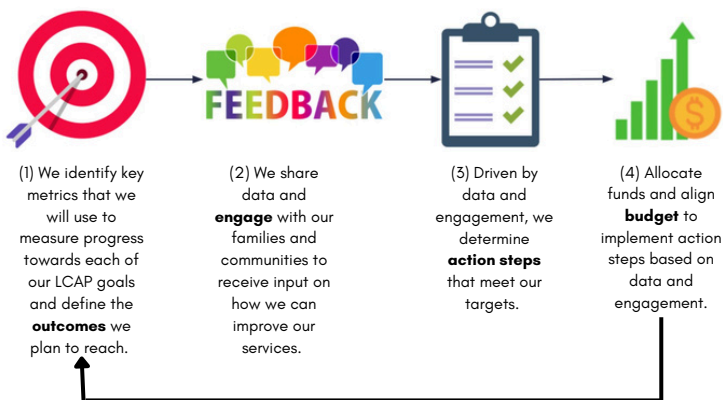 FEEDBACK
(1) We identify key
metrics that we
will use to
measure progress
towards each of
our LCAP goals
and define the
outcomes we
plan to reach.
(2) We share
data and
engage with our
families and
communities to
receive input on
how we can
improve our
services.
(3) Driven by
data and
engagement, we
determine
action steps
that meet our
targets.
(4) Allocate
funds and align
budget to
implement action
steps based on
data and
engagement.